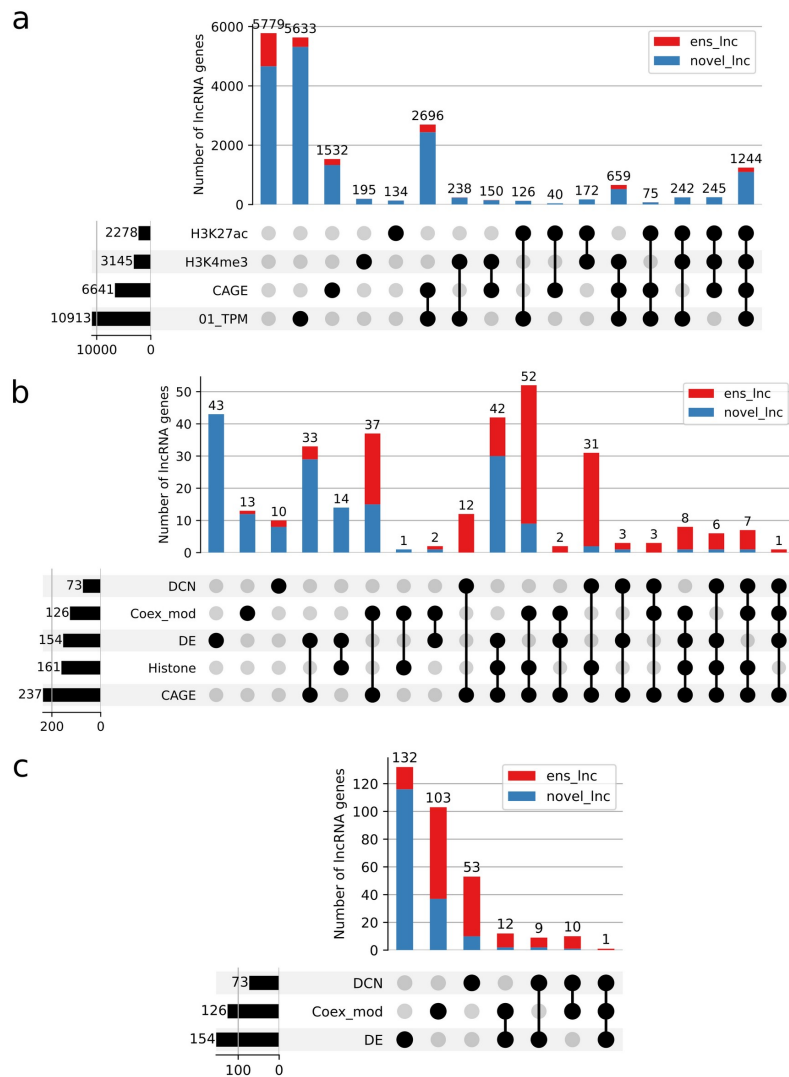 a
Number of lncRNA genes
6000
4000
2000
0
5779 5633 1532 195 134 2696 238 150 126 40 172 659 75 242 245 1244
ens_lnc
novel_lnc
2278 H3K27ac
3145 H3K4me3
6641 CAGE
10913 01_TPM
10000 0
b
Number of lncRNA genes
50
40
30
20
10
0
43 13 10 33 14 37 1 2 12 42 52 2 31 3 3 8 6 7 1
ens_lnc
novel_lnc
73 DCN
126 Coex_mod
154 DE
161 Histone
237 CAGE
200 0
c
Number of lncRNA genes
120
100
80
60
40
20
0
132 103 53 12 9 10 1
ens_lnc
novel_lnc
73 DCN
126 Coex_mod
154 DE
100 0